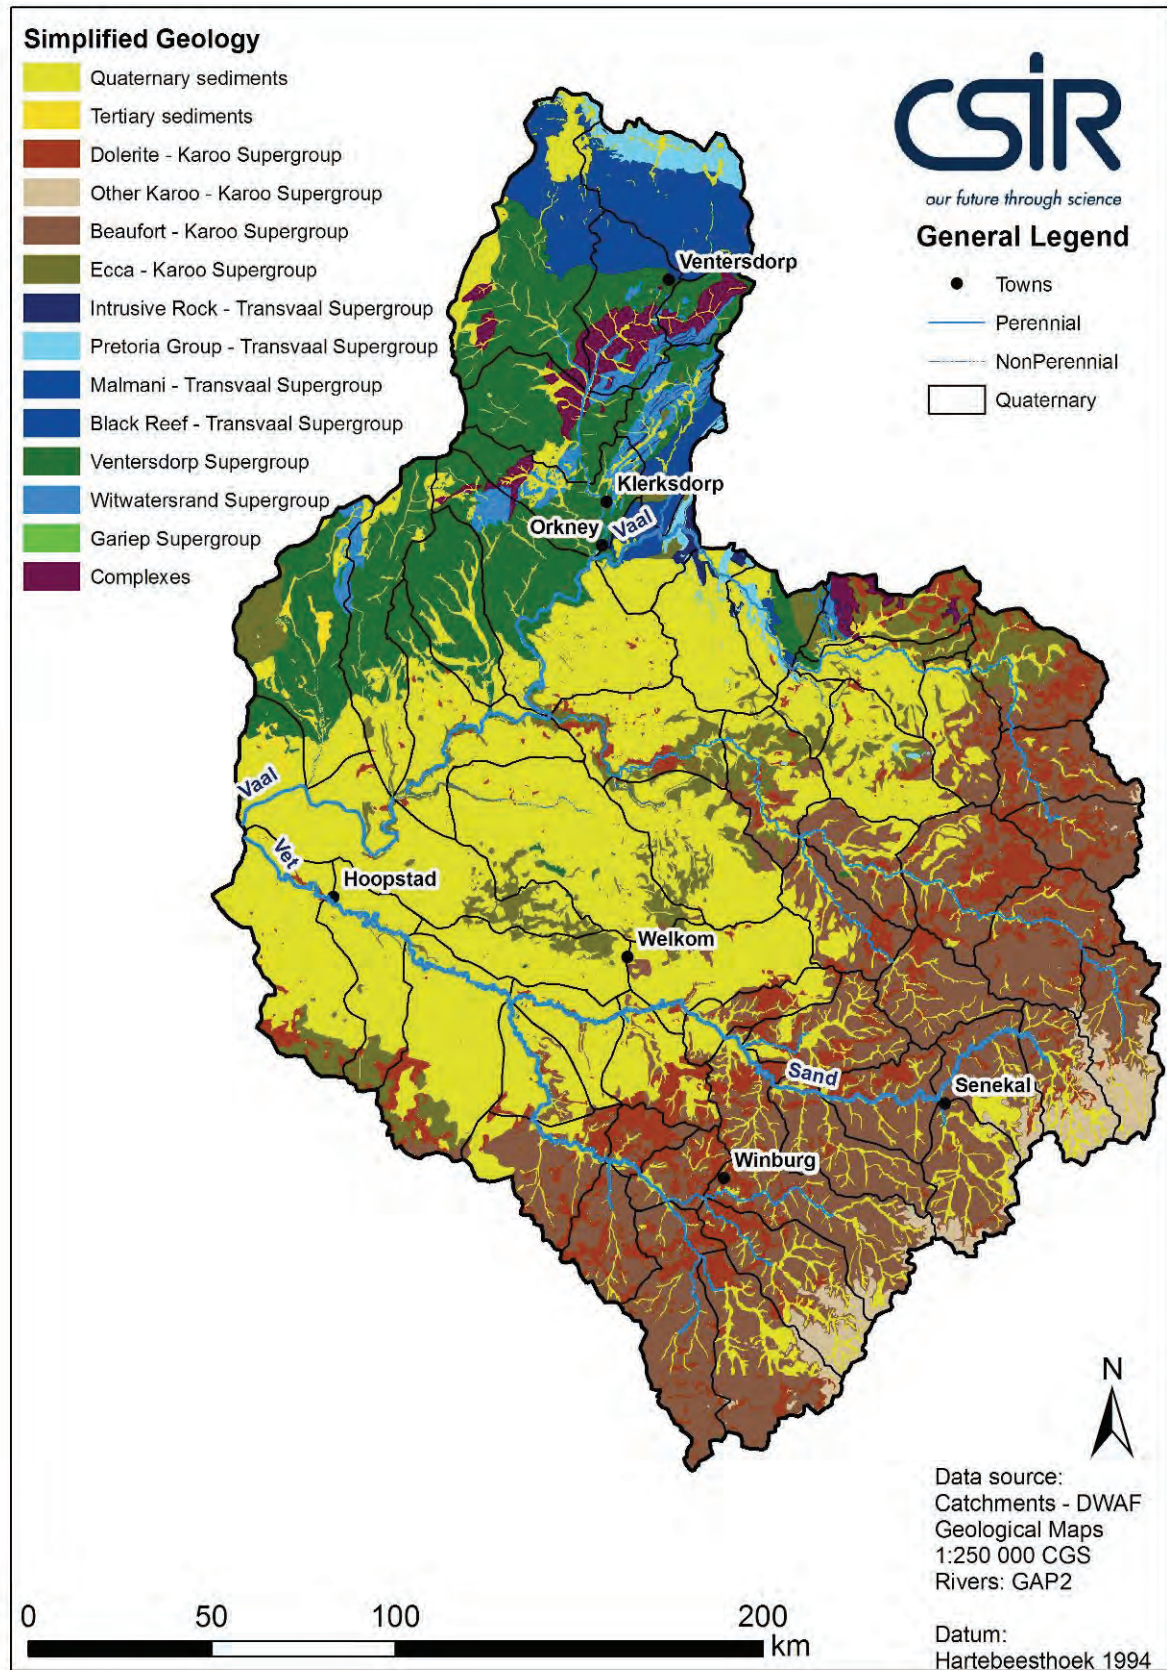 Simplified Geology
Quaternary sediments
Tertiary sediments
Dolerite - Karoo Supergroup
Other Karoo - Karoo Supergroup
Beaufort - Karoo Supergroup
Ecca - Karoo Supergroup
Intrusive Rock - Transvaal Supergroup
Pretoria Group - Transvaal Supergroup
Malmani - Transvaal Supergroup
Black Reef - Transvaal Supergroup
Ventersdorp Supergroup
Witwatersrand Supergroup
Gariep Supergroup
Complexes
CSIR
our future through science
General Legend
Towns
Perennial
NonPerennial
Quaternary
Ventersdorp
Klerksdorp
Orkney
Vaal
Vaal
Vet
Hoopstad
Welkom
Sand
Senekal
Winburg
N
Data source:
Catchments - DWAF
Geological Maps
1:250 000 CGS
Rivers: GAP2
Datum:
Hartebeesthoek 1994
0 50 100 200
km